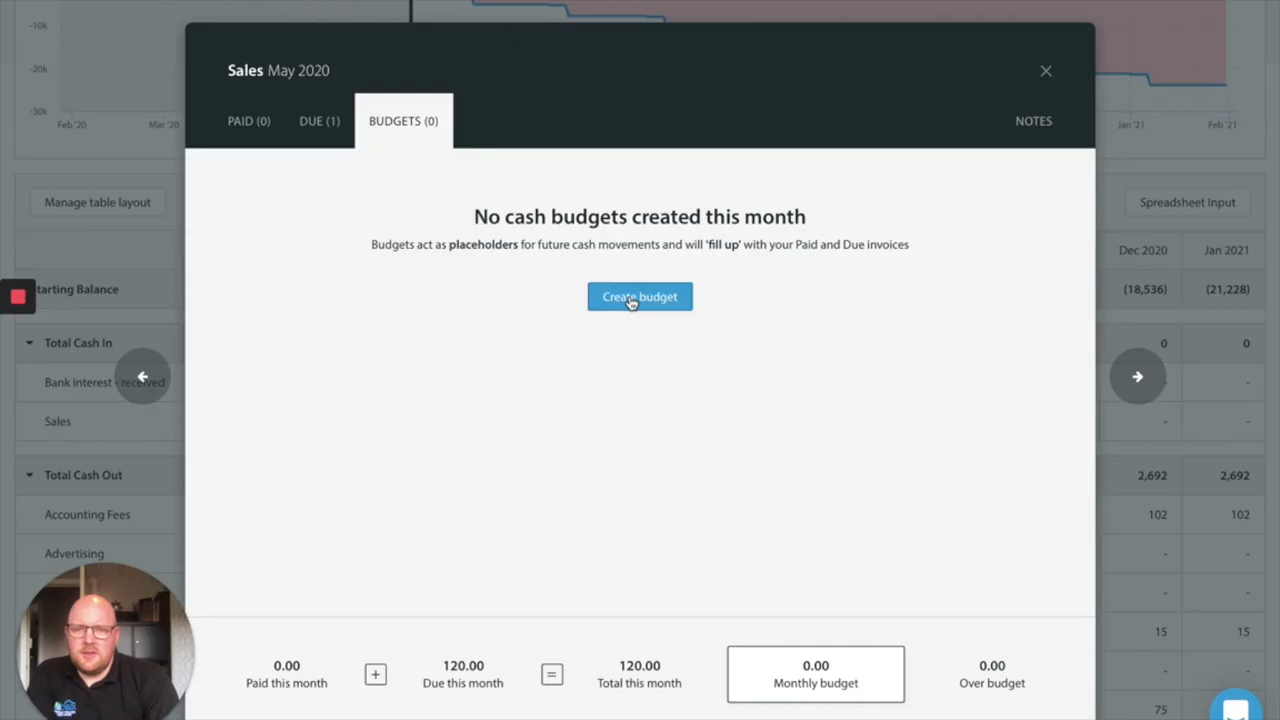 -10k
-20k
-30k
Feb '20
Mar '20
Jan '21
Feb '21
Sales May 2020
PAID (0)
DUE (1)
BUDGETS (0)
NOTES
Manage table layout
Spreadsheet Input
No cash budgets created this month
Budgets act as placeholders for future cash movements and will 'fill up' with your Paid and Due invoices
Create budget
Dec 2020
Jan 2021
tarting Balance
(18,536)
(21,228)
Total Cash In
0
0
Bank interest - received
-
-
Sales
-
-
Total Cash Out
2,692
2,692
Accounting Fees
102
102
Advertising
-
-
-
-
15
15
75
0.00
Paid this month
+
120.00
Due this month
=
120.00
Total this month
0.00
Monthly budget
0.00
Over budget